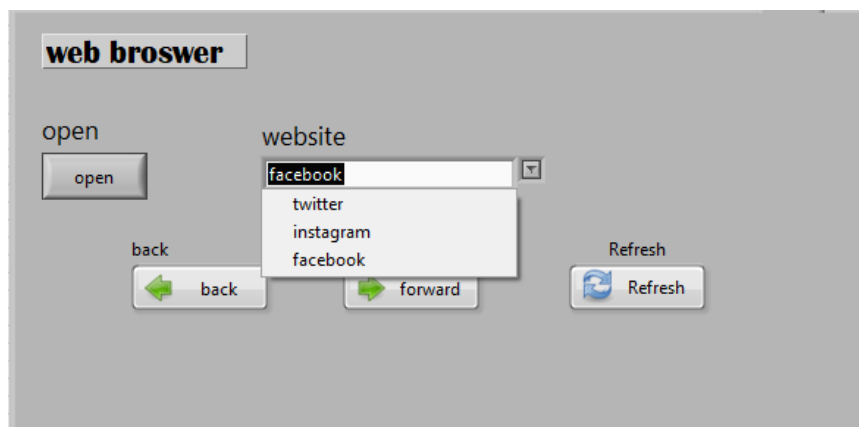 web broswer
open
website
open
facebook
twitter
instagram
facebook
back
Refresh
back
forward
Refresh